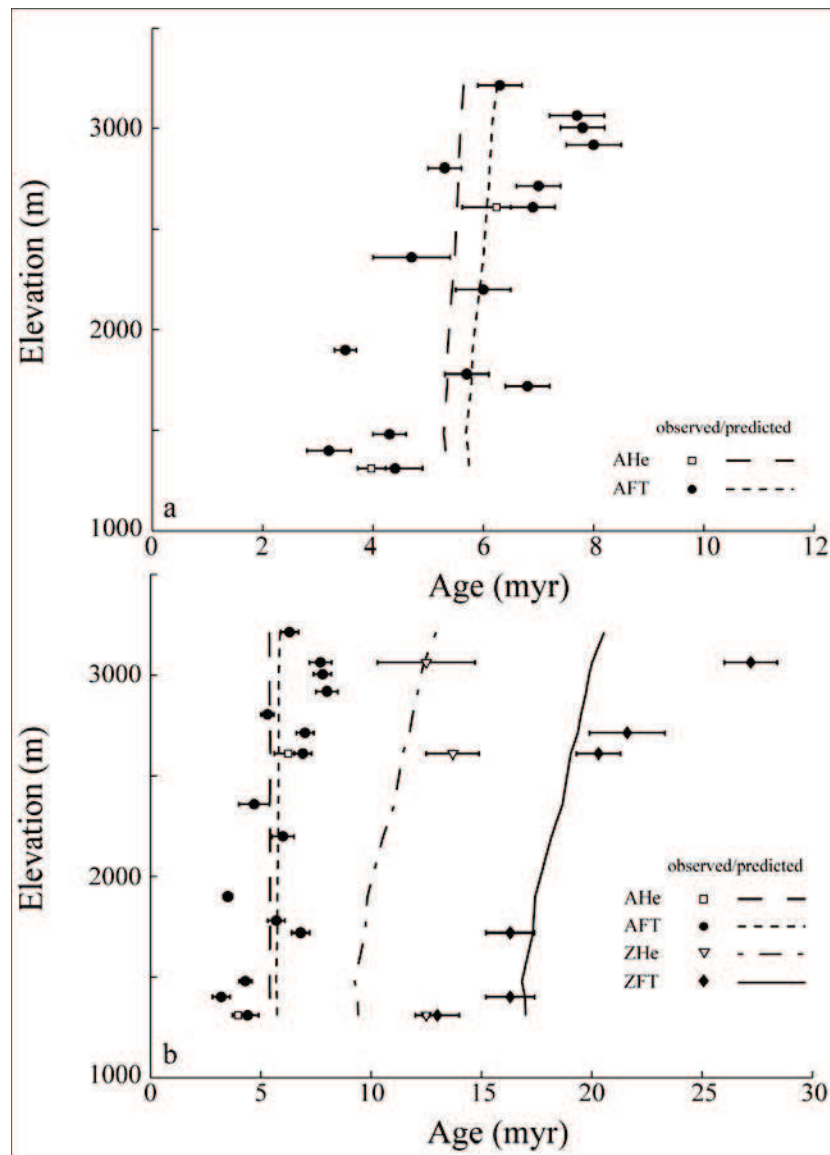 3000
2000
1000
Elevation (m)
a
observed/predicted
AHe
AFT
0 2 4 6 8 10 12
Age (myr)
3000
2000
1000
Elevation (m)
b
observed/predicted
AHe
AFT
ZHe
ZFT
0 5 10 15 20 25 30
Age (myr)